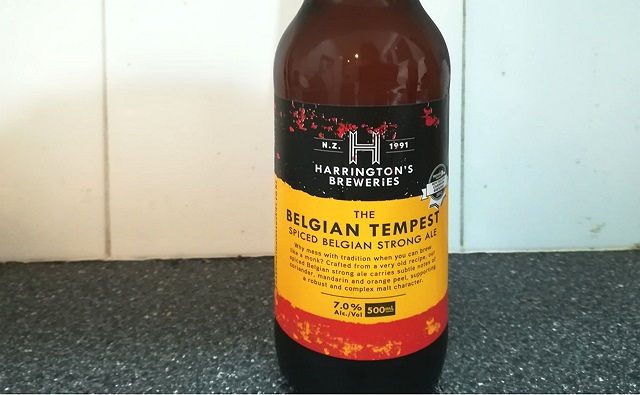 H
N.Z. 1991
HARRINGTON'S
BREWERIES
THE
BELGIAN TEMPEST
SPICED BELGIAN STRONG ALE
Why mess with tradition when you can brew
like a monk? Crafted from a very old recipe, our
spiced Belgian strong ale carries subtle notes of
coriander, mandarin and orange peel, supporting
a robust and complex malt character.
7.0% 500mL
Alc./Vol